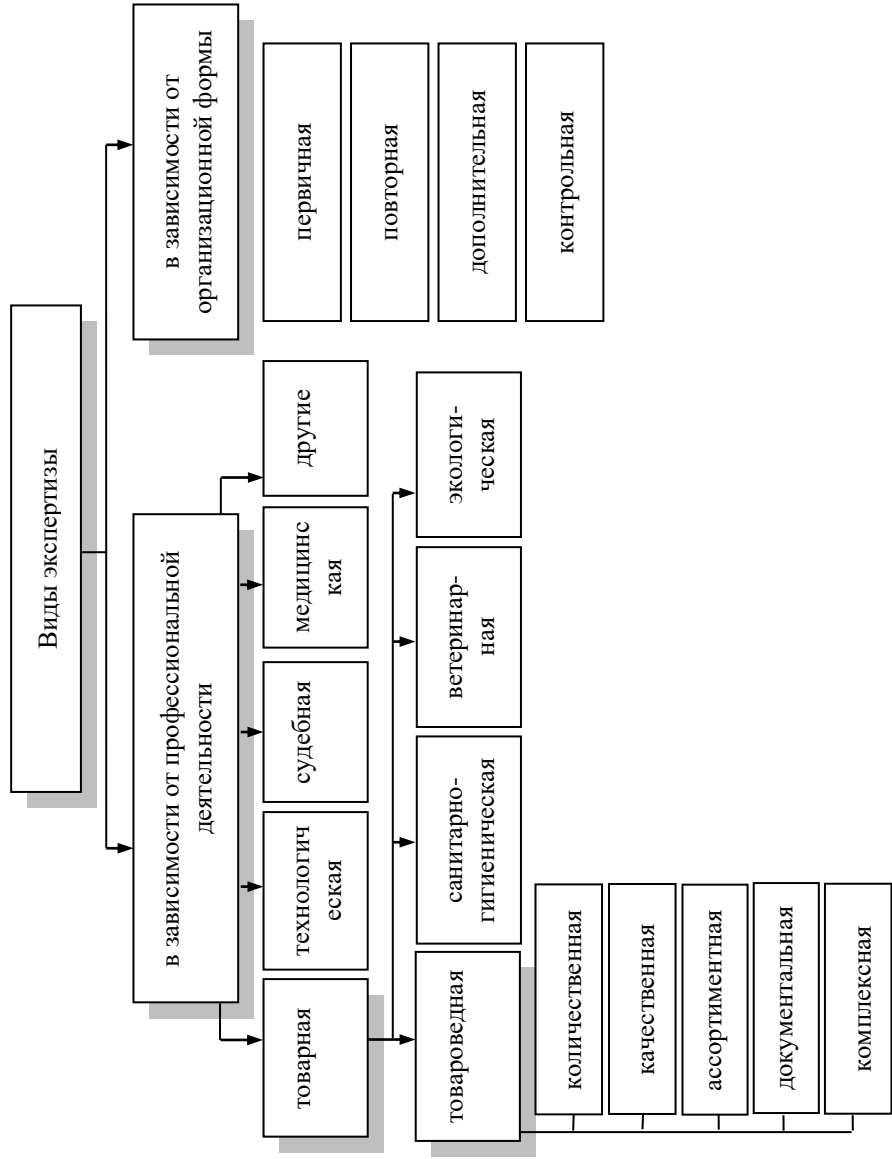 Виды экспертизы
в зависимости от профессиональной
деятельности
в зависимости от
организационной формы
товарная
технологич
еская
судебная
медицинс
кая
другие
первичная
повторная
дополнительная
контрольная
товароведная
санитарно-
гигиеническая
ветеринар-
ная
экологи-
ческая
количественная
качественная
ассортиментная
документальная
комплексная